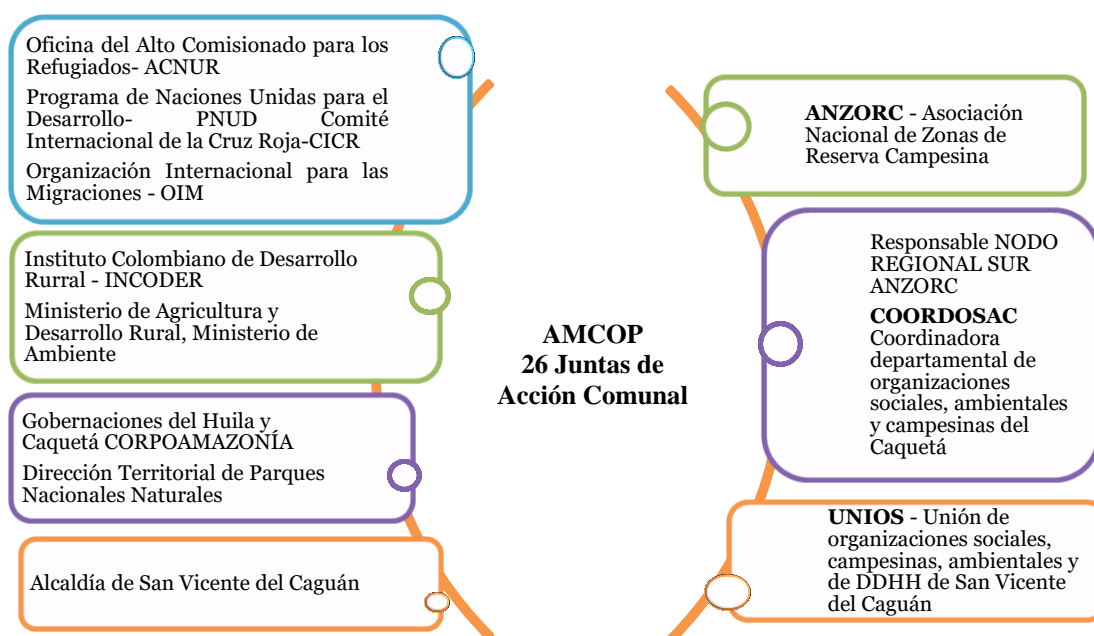 Oficina del Alto Comisionado para los
Refugiados- ACNUR
Programa de Naciones Unidas para el
Desarrollo- PNUD Comité
Internacional de la Cruz Roja-CICR
Organización Internacional para las
Migraciones - OIM
Instituto Colombiano de Desarrollo
Rurral - INCODER
Ministerio de Agricultura y
Desarrollo Rural, Ministerio de
Ambiente
Gobernaciones del Huila y
Caquetá CORPOAMAZONÍA
Dirección Territorial de Parques
Nacionales Naturales
Alcaldía de San Vicente del Caguán
AMCOP
26 Juntas de
Acción Comunal
ANZORC - Asociación
Nacional de Zonas de
Reserva Campesina
Responsable NODO
REGIONAL SUR
ANZORC
COORDOSAC
Coordinadora
departamental de
organizaciones
sociales, ambientales
y campesinas del
Caquetá
UNIOS - Unión de
organizaciones sociales,
campesinas, ambientales y
de DDHH de San Vicente
del Caguán